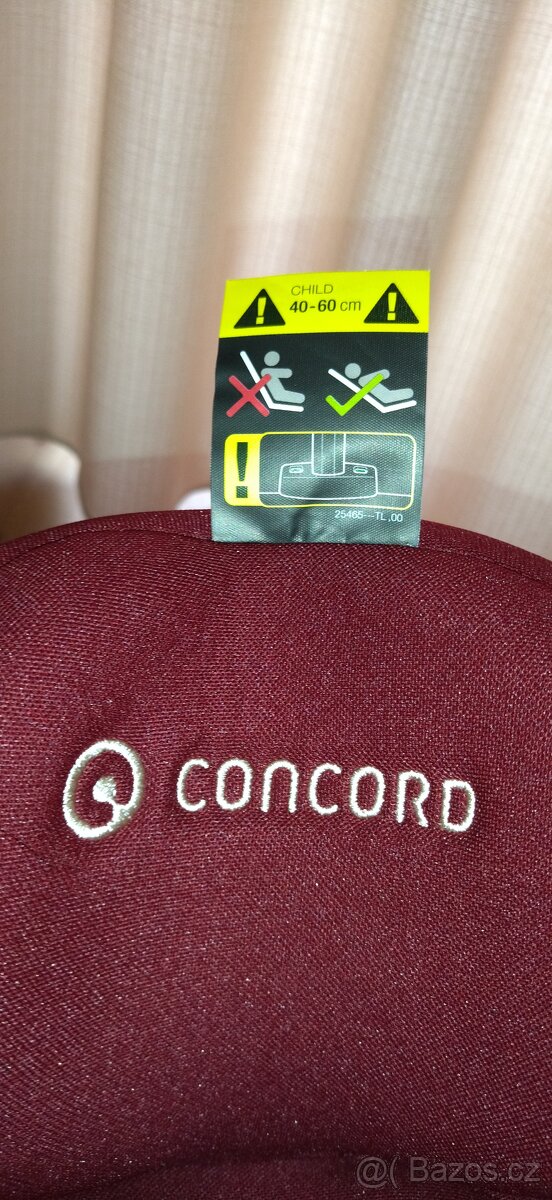 CHILD
40-60 cm
25465---TL,00
CONCORD
@ Bazos.cz